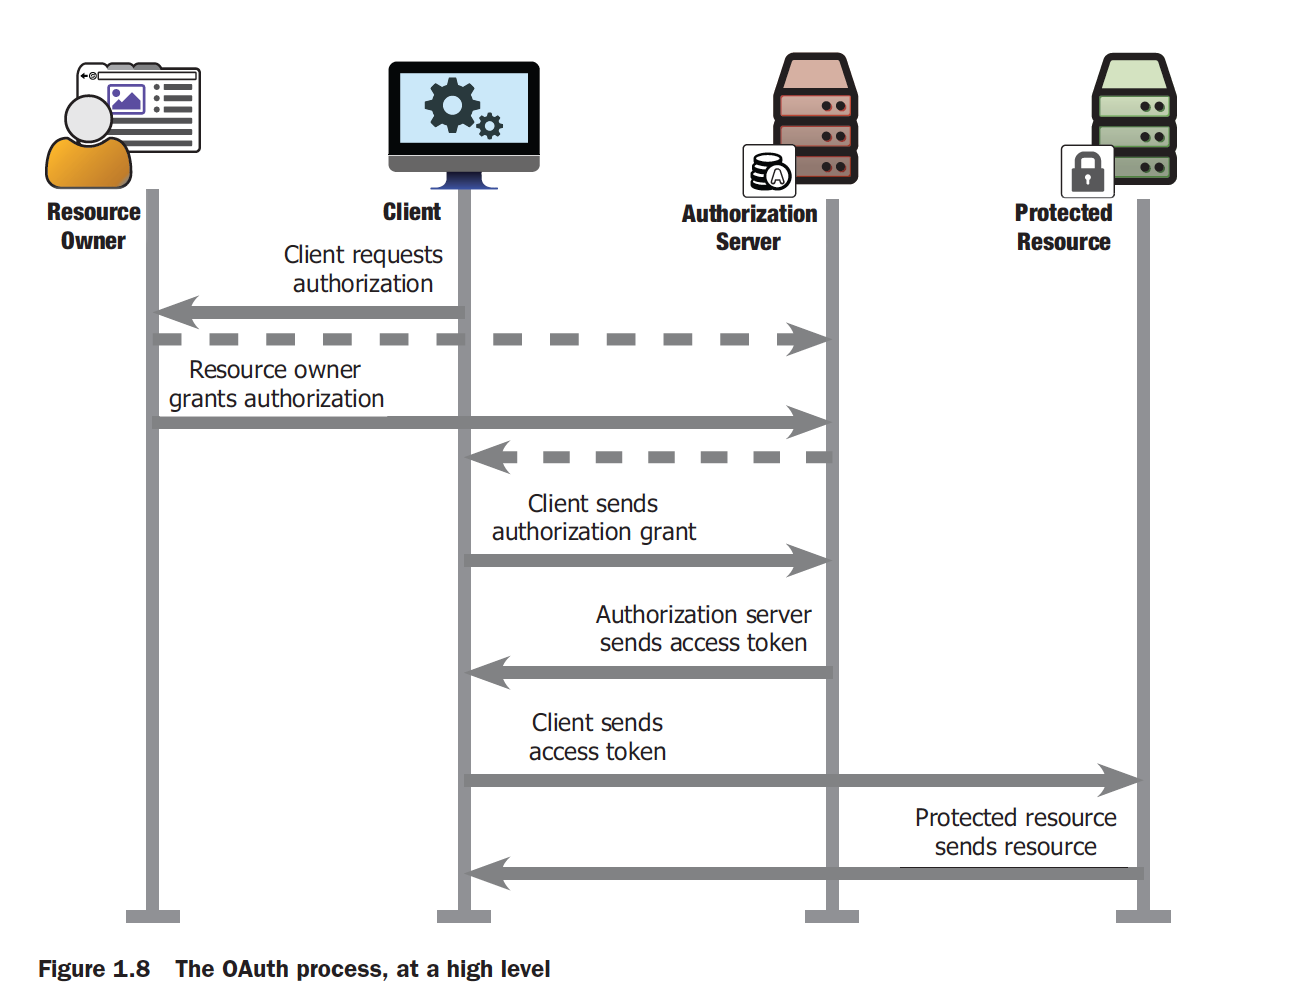 Resource
Owner
Client
Authorization
Server
Protected
Resource
Client requests
authorization
Resource owner
grants authorization
Client sends
authorization grant
Authorization server
sends access token
Client sends
access token
Protected resource
sends resource
Figure 1.8 The OAuth process, at a high level